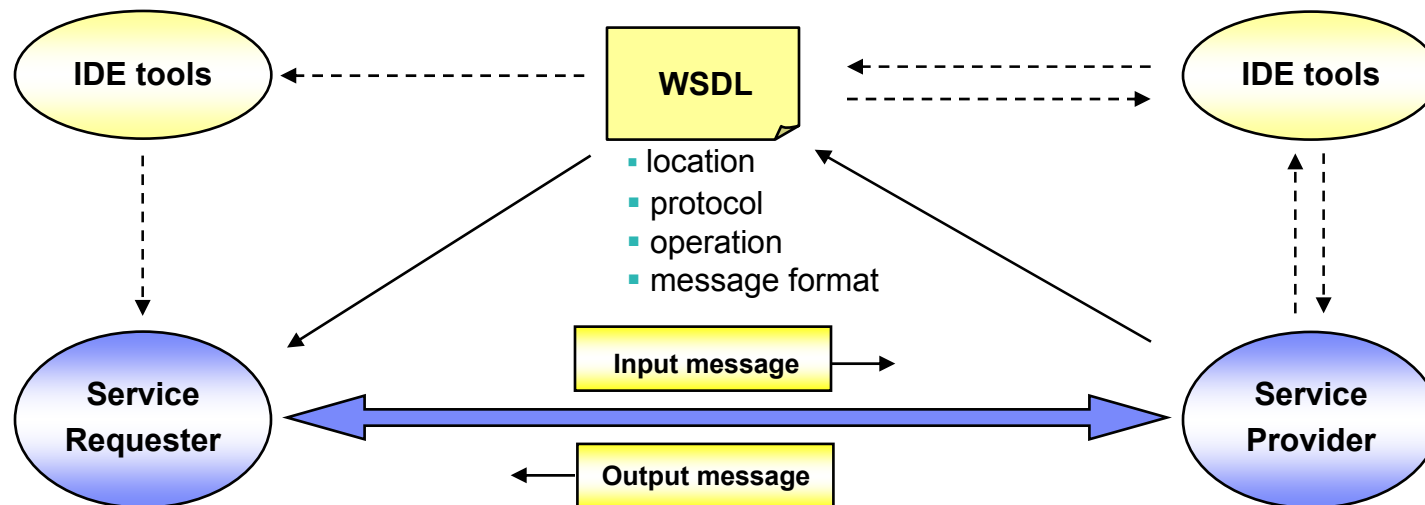 IDE tools
WSDL
IDE tools
location
protocol
operation
message format
Input message
Service
Requester
Service
Provider
Output message